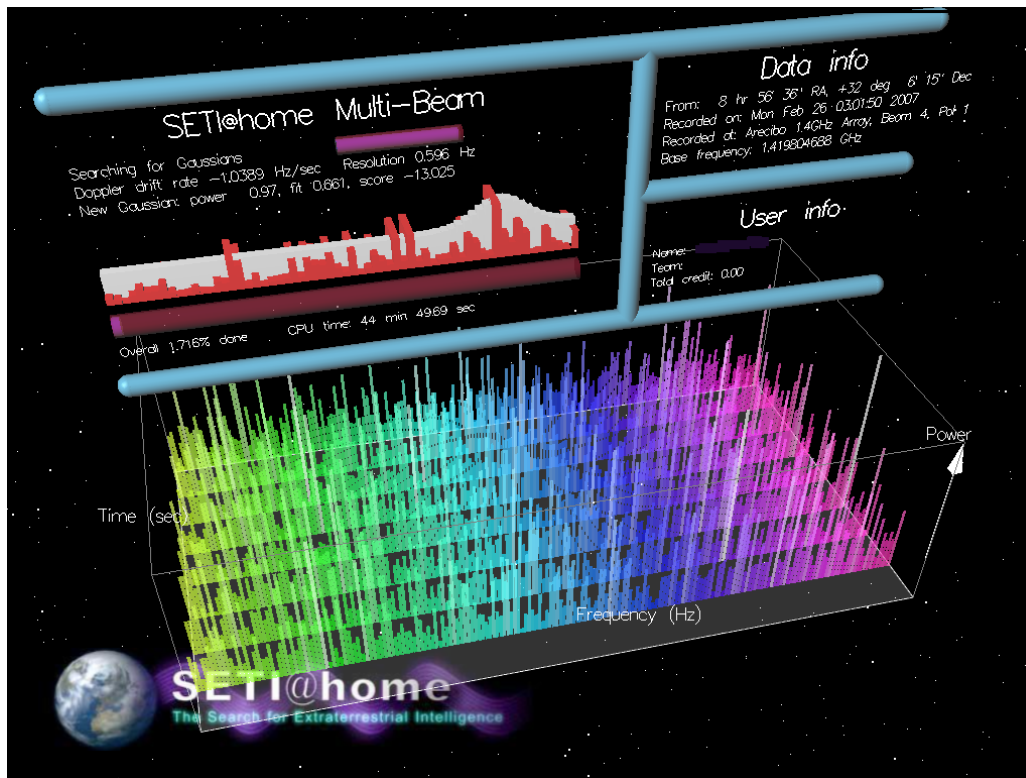 SETI@home Multi-Beam
Searching for Gaussians
Doppler drift rate -1.0389 Hz/sec Resolution 0.596 Hz
New Gaussian: power 0.97, fit 0.661, score -13.025
Overall 1.716% done CPU time: 44 min 49.69 sec
Data info
From: 8 hr 56' 36'' RA, +32 deg 6' 15'' Dec
Recorded on: Mon Feb 26 03:01:50 2007
Recorded at: Arecibo 1.4GHz Array, Beam 4, Pol 1
Base frequency: 1.419804688 GHz
User info
Name:
Team:
Total credit: 0.00
Power
Time (sec)
Frequency (Hz)
SETI@home
The Search for Extraterrestrial Intelligence